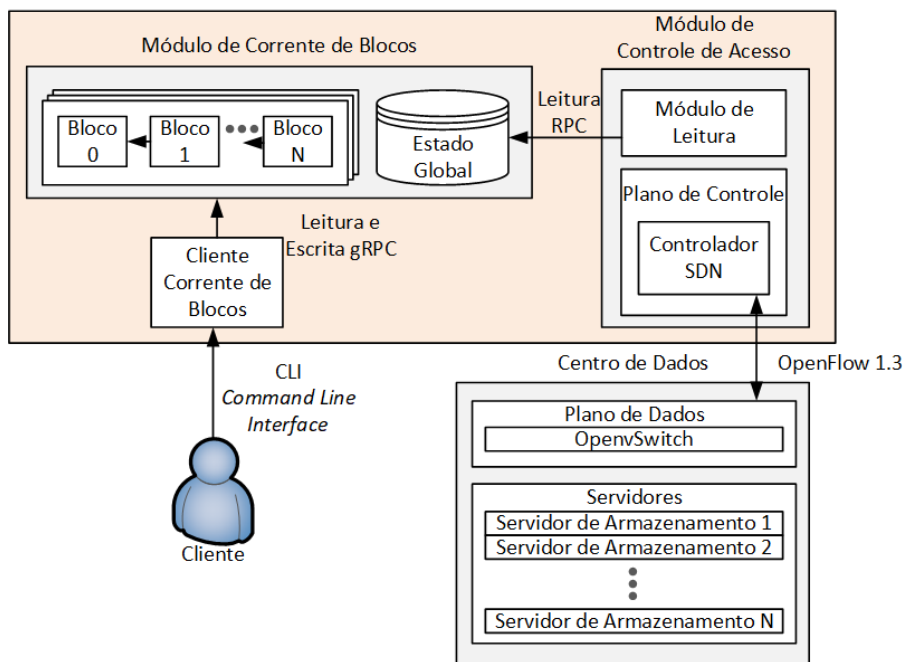 Módulo de Corrente de Blocos
Módulo de
Controle de Acesso
Bloco
0
Bloco
1
Bloco
N
Estado
Global
Leitura
RPC
Módulo de
Leitura
Plano de Controle
Controlador
SDN
Leitura e
Escrita gRPC
Cliente
Corrente de
Blocos
CLI
Command Line
Interface
Cliente
Centro de Dados
OpenFlow 1.3
Plano de Dados
OpenvSwitch
Servidores
Servidor de Armazenamento 1
Servidor de Armazenamento 2
Servidor de Armazenamento N